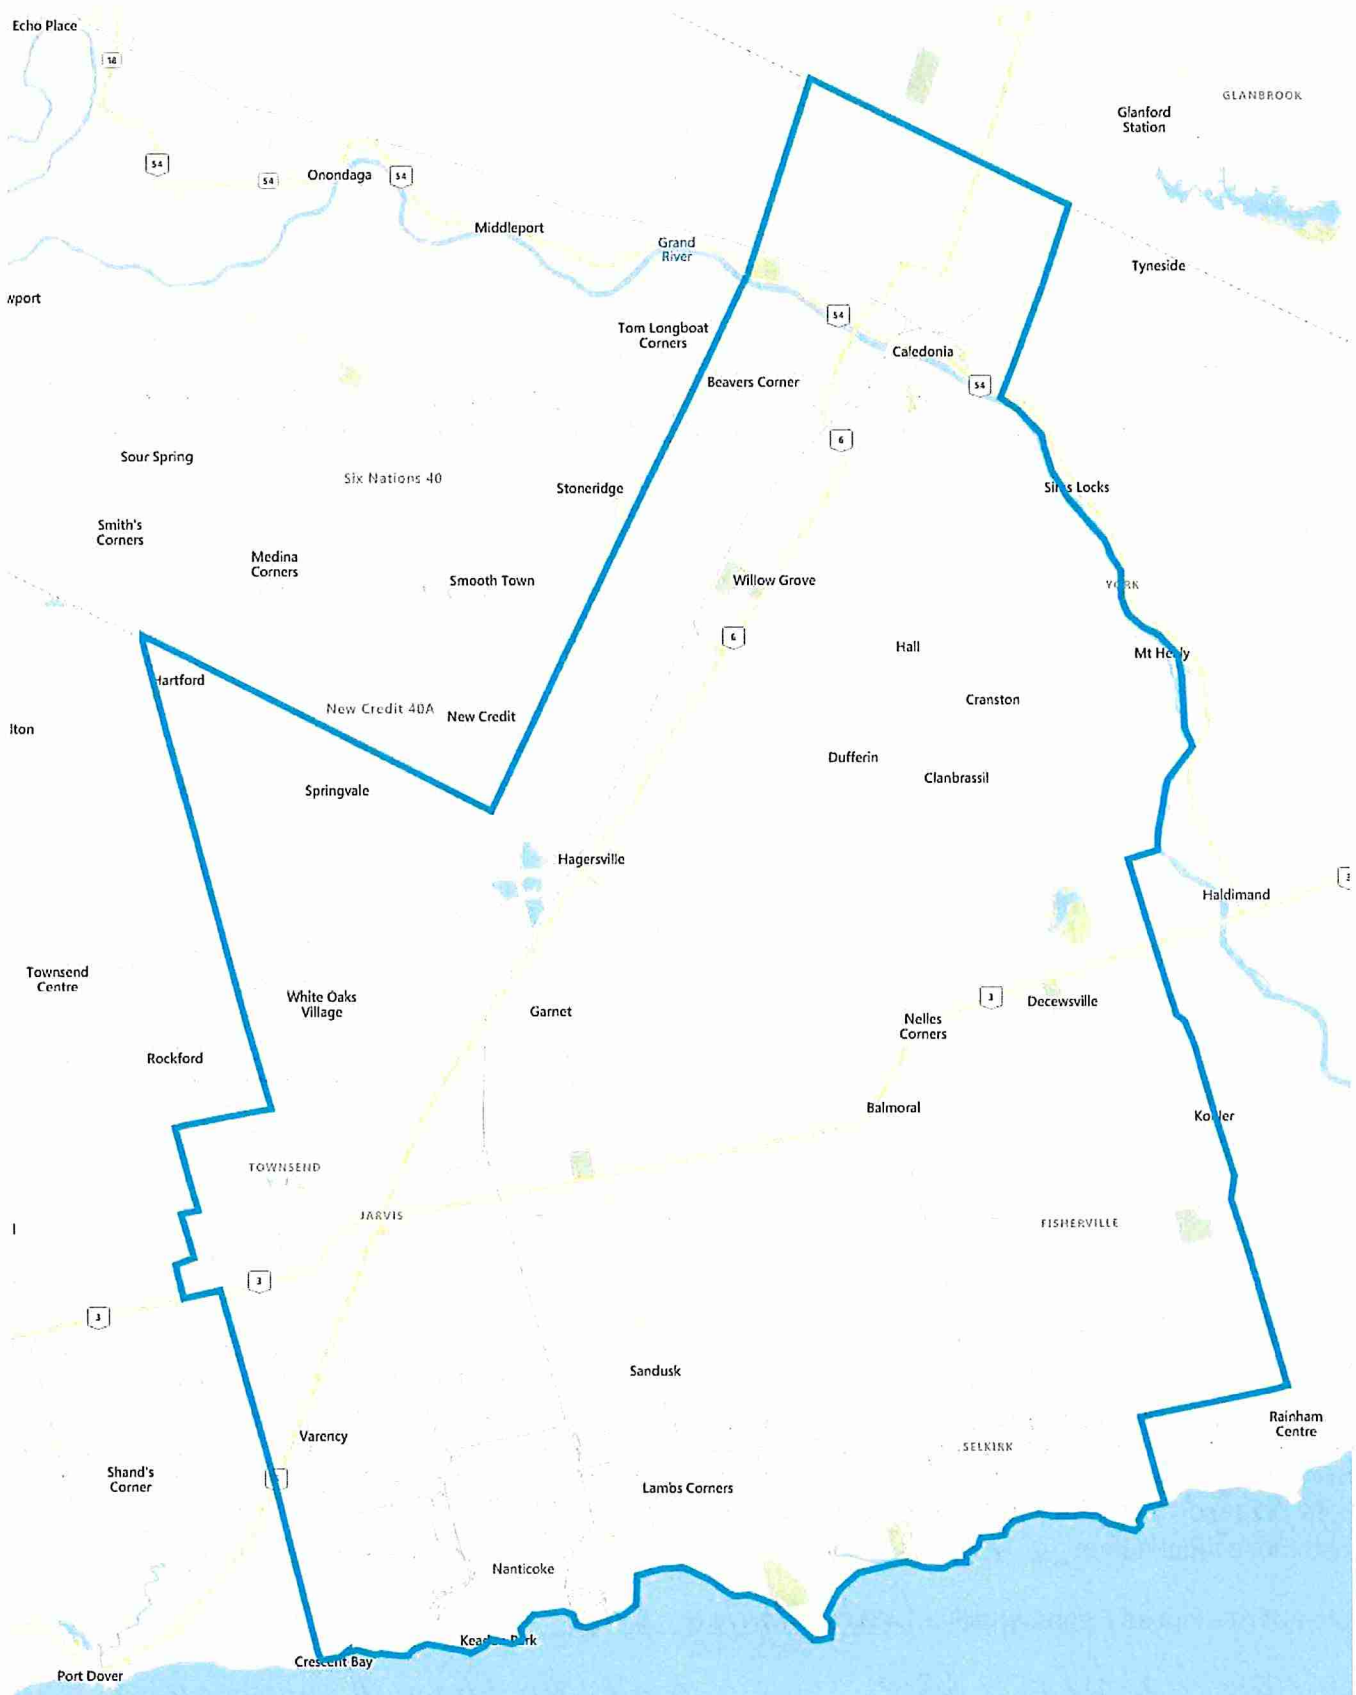 Echo Place
18
GLANBROOK
Glanford
Station
54
54
Onondaga
54
Middleport
Grand
River
Tyneside
wport
54
Tom Longboat
Corners
Caledonia
Beavers Corner
54
6
Sour Spring
Six Nations 40
Stoneridge
Sims Locks
Smith's
Corners
Medina
Corners
Smooth Town
Willow Grove
YORK
6
Hall
Mt Healy
Hartford
New Credit 40A
New Credit
Cranston
lton
Dufferin
Clanbrassil
Springvale
Hagersville
3
Haldimand
Townsend
Centre
White Oaks
Village
Garnet
3
Decewsville
Nelles
Corners
Rockford
Balmoral
Kohler
TOWNSEND
JARVIS
FISHERVILLE
l
3
3
Sandusk
Rainham
Centre
Varency
SELKIRK
Shand's
Corner
Lambs Corners
Nanticoke
Crescent Bay
Port Dover